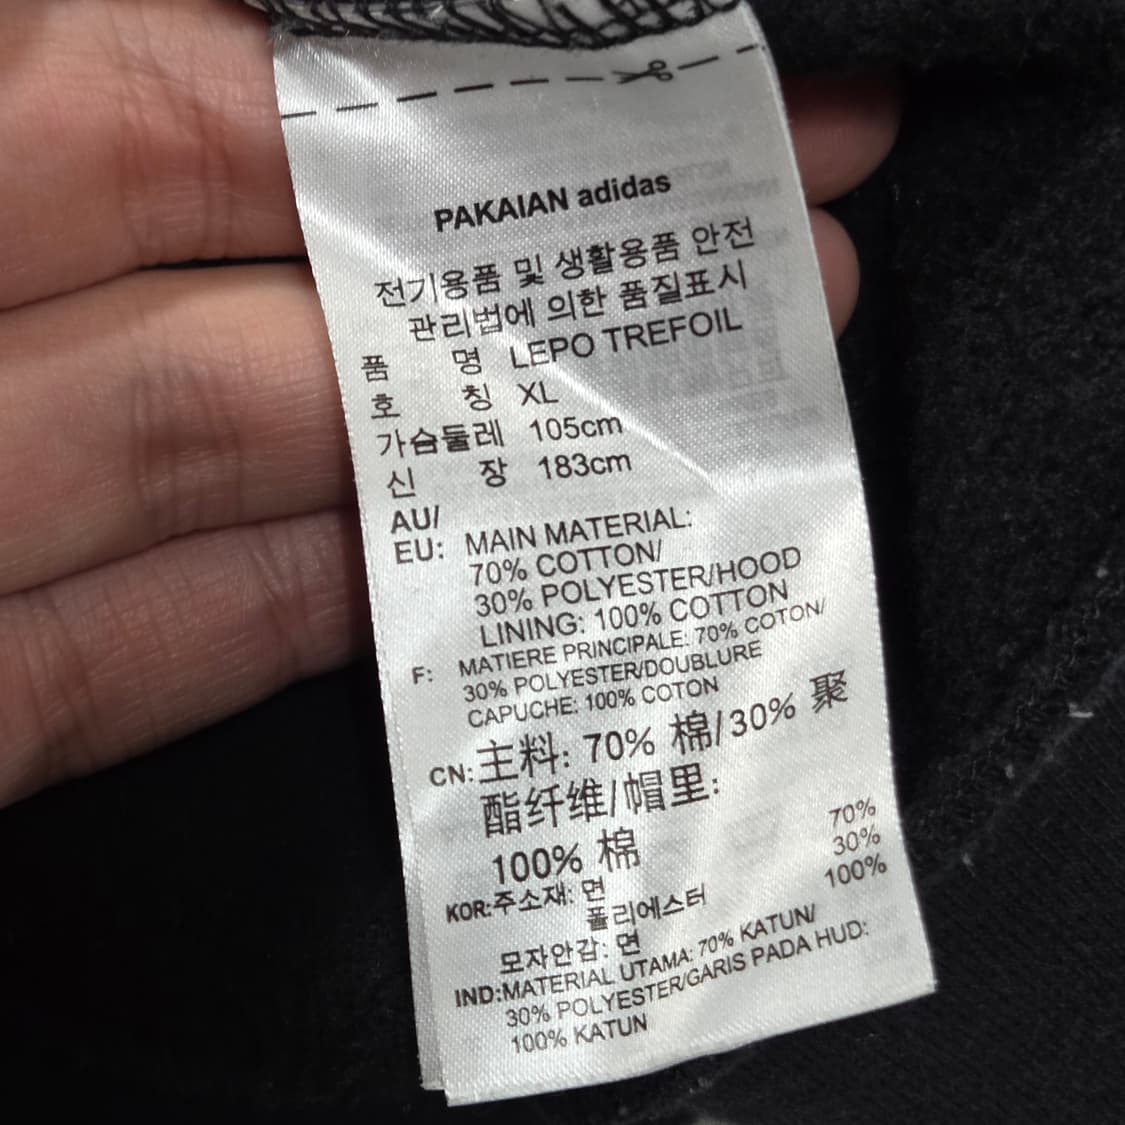 PAKAIAN adidas
전기용품 및 생활용품 안전
관리법에 의한 품질표시
품 명 LEPO TREFOIL
호 칭 XL
가슴둘레 105cm
신 장 183cm
AU/
EU: MAIN MATERIAL:
70% COTTON/
30% POLYESTER/HOOD
LINING: 100% COTTON
F: MATIERE PRINCIPALE: 70% COTON/
30% POLYESTER/DOUBLURE
CAPUCHE: 100% COTON
CN: 主料: 70% 棉/30% 聚
酯纤维/帽里:
100% 棉
KOR:주소재: 면 70%
폴리에스터 30%
모자안감: 면 100%
IND:MATERIAL UTAMA: 70% KATUN/
30% POLYESTER/GARIS PADA HUD:
100% KATUN